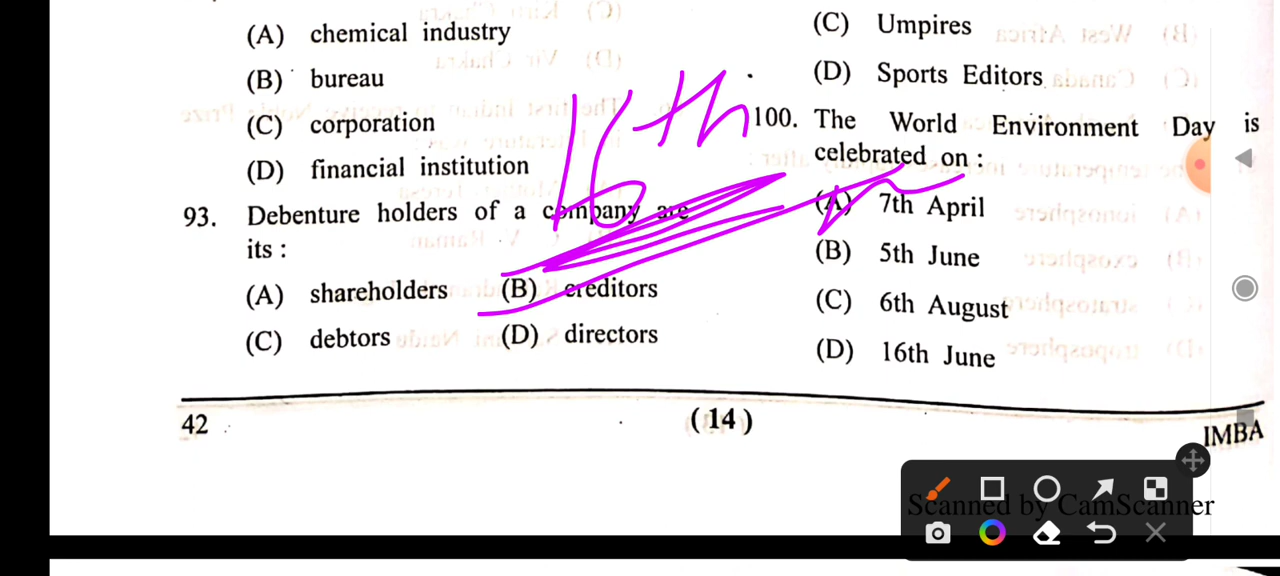 (A) chemical industry
(B) bureau
(C) corporation
(D) financial institution
93. Debenture holders of a company are
its :
(A) shareholders (B) creditors
(C) debtors (D) directors
16th
(C) Umpires
(D) Sports Editors
100. The World Environment Day is
celebrated on :
(A) 7th April
(B) 5th June
(C) 6th August
(D) 16th June
42 (14) IMBA
Scanned by CamScanner